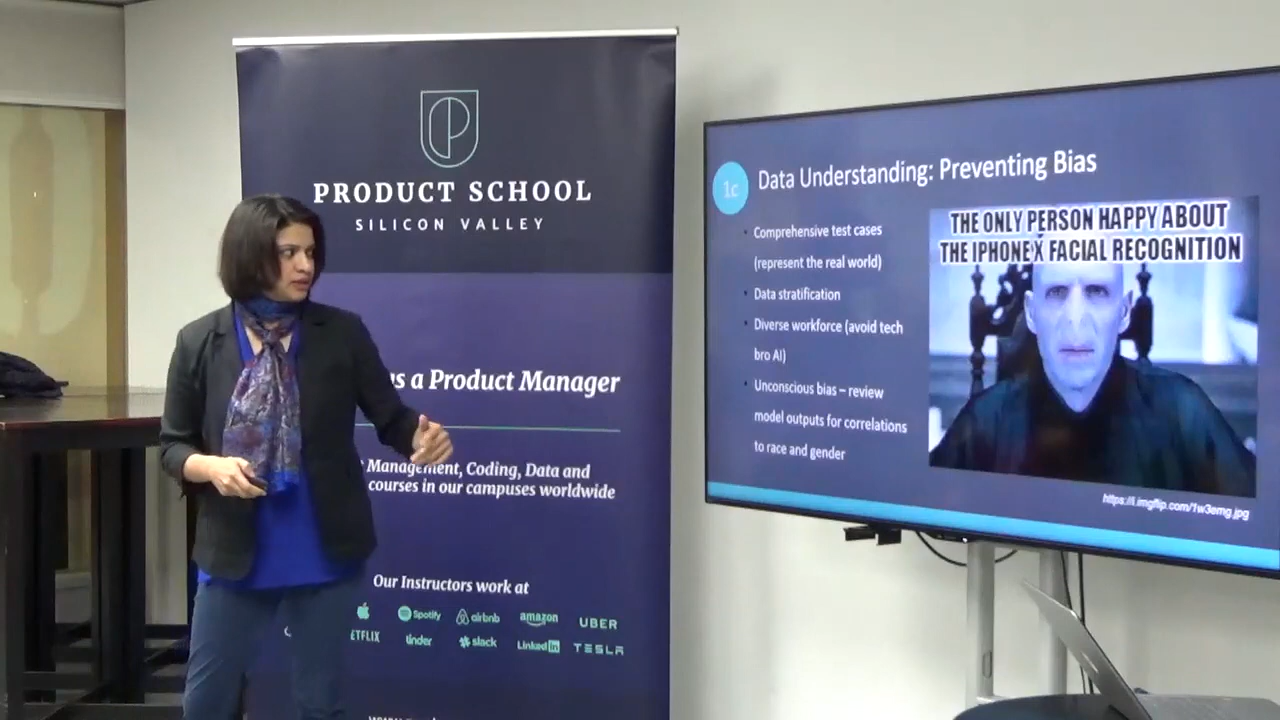 PRODUCT SCHOOL
SILICON VALLEY
as a Product Manager
Management, Coding, Data and
courses in our campuses worldwide
Our Instructors work at
Spotify
airbnb
amazon
UBER
ETFLIX
tinder
slack
LinkedIn
TESLA
1c
Data Understanding: Preventing Bias
• Comprehensive test cases
(represent the real world)
• Data stratification
• Diverse workforce (avoid tech
bro AI)
• Unconscious bias – review
model outputs for correlations
to race and gender
THE ONLY PERSON HAPPY ABOUT
THE IPHONE X FACIAL RECOGNITION
https://i.imgflip.com/1w3emg.jpg